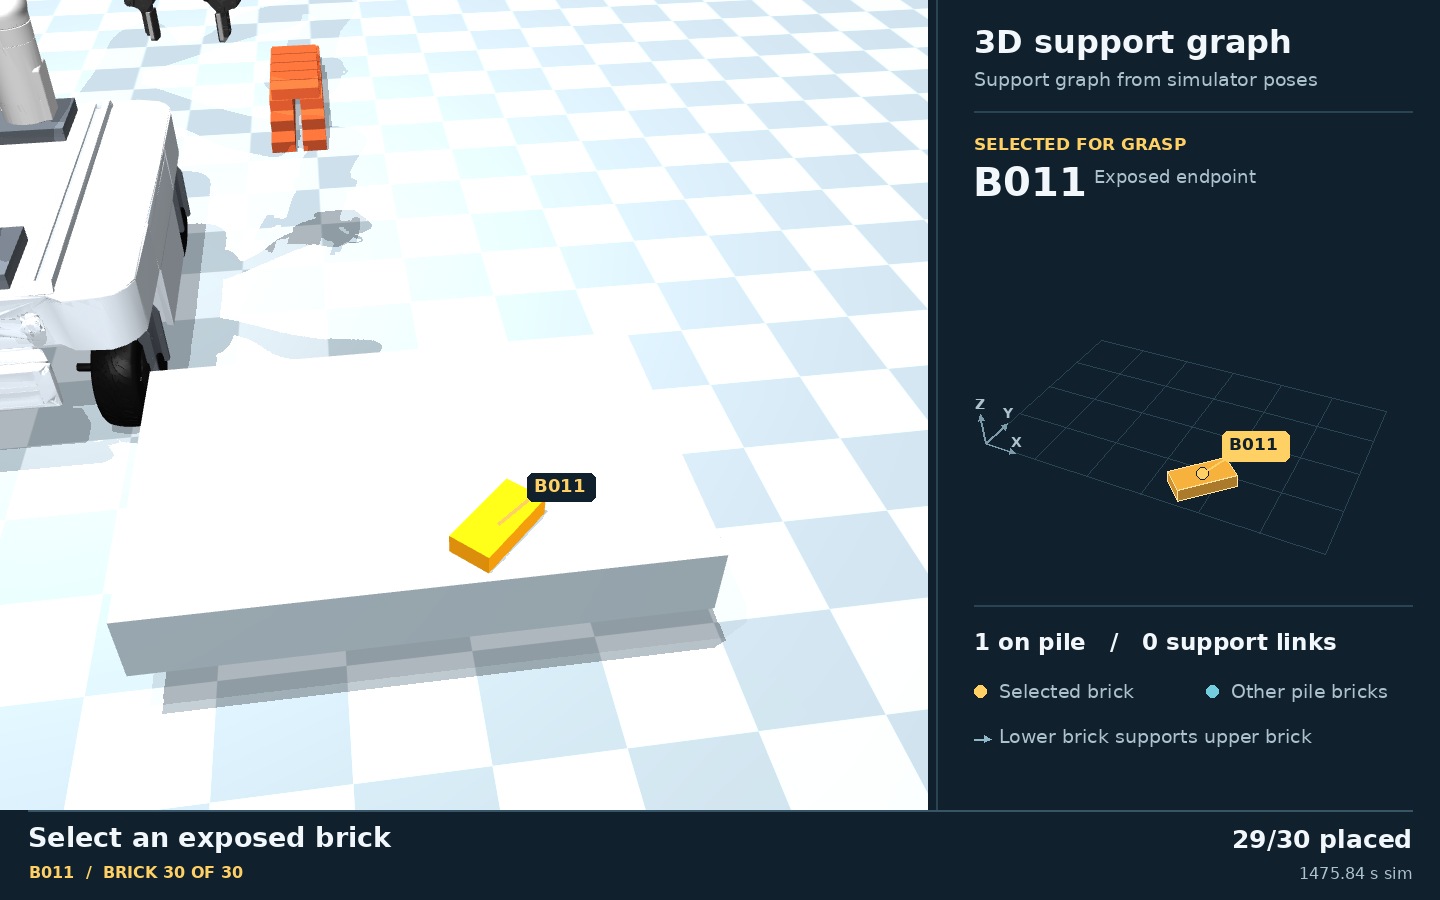 3D support graph
Support graph from simulator poses
SELECTED FOR GRASP
B011 Exposed endpoint
B011
Z
Y
X
B011
1 on pile / 0 support links
Selected brick
Other pile bricks
Lower brick supports upper brick
Select an exposed brick
29/30 placed
B011 / BRICK 30 OF 30
1475.84 s sim